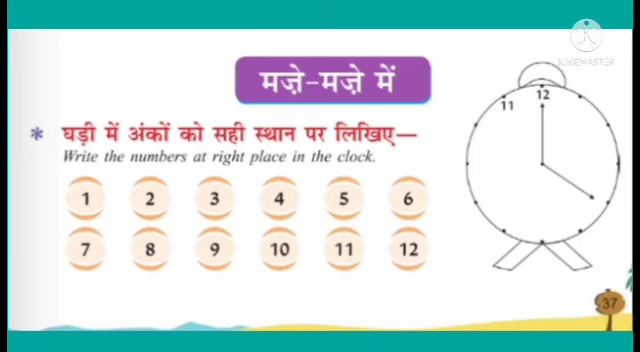 KINEMASTER
मज़े-मज़े में
* घड़ी में अंकों को सही स्थान पर लिखिए—
Write the numbers at right place in the clock.
1 2 3 4 5 6
7 8 9 10 11 12
11 12
37